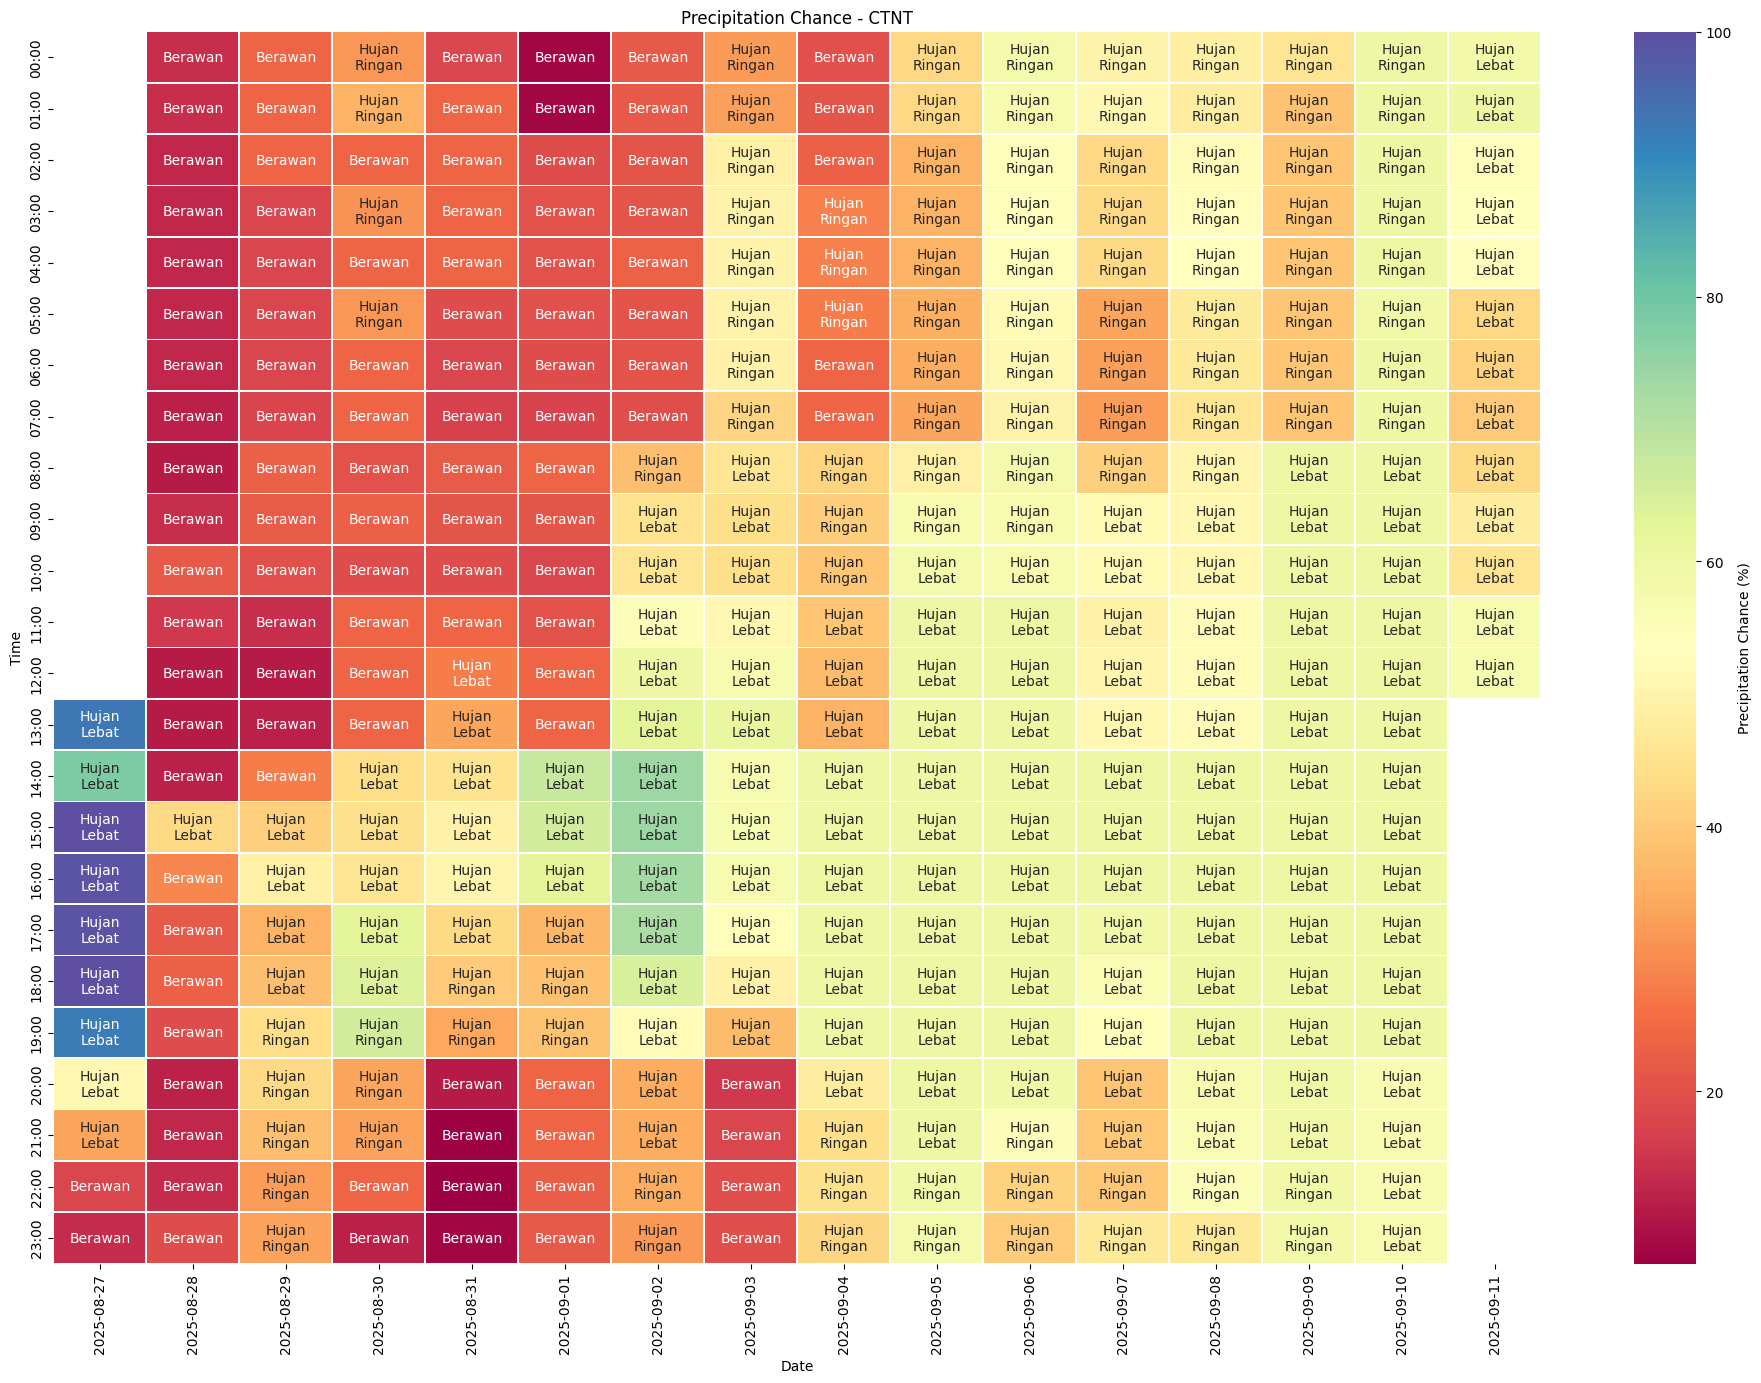 Precipitation Chance - CTNT
00:00 Berawan Berawan Hujan Ringan Berawan Berawan Berawan Hujan Ringan Berawan Hujan Ringan Hujan Ringan Hujan Ringan Hujan Ringan Hujan Ringan Hujan Ringan Hujan Lebat
01:00 Berawan Berawan Hujan Ringan Berawan Berawan Berawan Hujan Ringan Berawan Hujan Ringan Hujan Ringan Hujan Ringan Hujan Ringan Hujan Ringan Hujan Ringan Hujan Lebat
02:00 Berawan Berawan Berawan Berawan Berawan Berawan Hujan Ringan Berawan Hujan Ringan Hujan Ringan Hujan Ringan Hujan Ringan Hujan Ringan Hujan Ringan Hujan Lebat
03:00 Berawan Berawan Hujan Ringan Berawan Berawan Berawan Hujan Ringan Hujan Ringan Hujan Ringan Hujan Ringan Hujan Ringan Hujan Ringan Hujan Ringan Hujan Ringan Hujan Lebat
04:00 Berawan Berawan Berawan Berawan Berawan Berawan Hujan Ringan Hujan Ringan Hujan Ringan Hujan Ringan Hujan Ringan Hujan Ringan Hujan Ringan Hujan Ringan Hujan Lebat
05:00 Berawan Berawan Hujan Ringan Berawan Berawan Berawan Hujan Ringan Hujan Ringan Hujan Ringan Hujan Ringan Hujan Ringan Hujan Ringan Hujan Ringan Hujan Ringan Hujan Lebat
06:00 Berawan Berawan Berawan Berawan Berawan Berawan Hujan Ringan Berawan Hujan Ringan Hujan Ringan Hujan Ringan Hujan Ringan Hujan Ringan Hujan Ringan Hujan Lebat
07:00 Berawan Berawan Berawan Berawan Berawan Berawan Hujan Ringan Berawan Hujan Ringan Hujan Ringan Hujan Ringan Hujan Ringan Hujan Ringan Hujan Ringan Hujan Lebat
08:00 Berawan Berawan Berawan Berawan Berawan Hujan Ringan Hujan Lebat Hujan Ringan Hujan Ringan Hujan Ringan Hujan Ringan Hujan Ringan Hujan Lebat Hujan Lebat Hujan Lebat
09:00 Berawan Berawan Berawan Berawan Berawan Hujan Lebat Hujan Lebat Hujan Ringan Hujan Ringan Hujan Ringan Hujan Lebat Hujan Lebat Hujan Lebat Hujan Lebat Hujan Lebat
10:00 Berawan Berawan Berawan Berawan Berawan Hujan Lebat Hujan Lebat Hujan Ringan Hujan Lebat Hujan Lebat Hujan Lebat Hujan Lebat Hujan Lebat Hujan Lebat Hujan Lebat
11:00 Berawan Berawan Berawan Berawan Berawan Hujan Lebat Hujan Lebat Hujan Lebat Hujan Lebat Hujan Lebat Hujan Lebat Hujan Lebat Hujan Lebat Hujan Lebat Hujan Lebat
12:00 Berawan Berawan Berawan Hujan Lebat Berawan Hujan Lebat Hujan Lebat Hujan Lebat Hujan Lebat Hujan Lebat Hujan Lebat Hujan Lebat Hujan Lebat Hujan Lebat Hujan Lebat
13:00 Hujan Lebat Berawan Berawan Berawan Hujan Lebat Berawan Hujan Lebat Hujan Lebat Hujan Lebat Hujan Lebat Hujan Lebat Hujan Lebat Hujan Lebat Hujan Lebat Hujan Lebat
14:00 Hujan Lebat Berawan Berawan Hujan Lebat Hujan Lebat Hujan Lebat Hujan Lebat Hujan Lebat Hujan Lebat Hujan Lebat Hujan Lebat Hujan Lebat Hujan Lebat Hujan Lebat Hujan Lebat
15:00 Hujan Lebat Hujan Lebat Hujan Lebat Hujan Lebat Hujan Lebat Hujan Lebat Hujan Lebat Hujan Lebat Hujan Lebat Hujan Lebat Hujan Lebat Hujan Lebat Hujan Lebat Hujan Lebat Hujan Lebat
16:00 Hujan Lebat Berawan Hujan Lebat Hujan Lebat Hujan Lebat Hujan Lebat Hujan Lebat Hujan Lebat Hujan Lebat Hujan Lebat Hujan Lebat Hujan Lebat Hujan Lebat Hujan Lebat Hujan Lebat
17:00 Hujan Lebat Berawan Hujan Lebat Hujan Lebat Hujan Lebat Hujan Lebat Hujan Lebat Hujan Lebat Hujan Lebat Hujan Lebat Hujan Lebat Hujan Lebat Hujan Lebat Hujan Lebat Hujan Lebat
18:00 Hujan Lebat Berawan Hujan Lebat Hujan Lebat Hujan Ringan Hujan Ringan Hujan Lebat Hujan Lebat Hujan Lebat Hujan Lebat Hujan Lebat Hujan Lebat Hujan Lebat Hujan Lebat Hujan Lebat
19:00 Hujan Lebat Berawan Hujan Ringan Hujan Ringan Hujan Ringan Hujan Ringan Hujan Lebat Hujan Lebat Hujan Lebat Hujan Lebat Hujan Lebat Hujan Lebat Hujan Lebat Hujan Lebat Hujan Lebat
20:00 Hujan Lebat Berawan Hujan Ringan Hujan Ringan Berawan Berawan Hujan Lebat Berawan Hujan Lebat Hujan Lebat Hujan Lebat Hujan Lebat Hujan Lebat Hujan Lebat Hujan Lebat
21:00 Hujan Lebat Berawan Hujan Ringan Hujan Ringan Berawan Berawan Hujan Lebat Berawan Hujan Ringan Hujan Lebat Hujan Ringan Hujan Lebat Hujan Lebat Hujan Lebat Hujan Lebat
22:00 Berawan Berawan Hujan Ringan Berawan Berawan Berawan Hujan Ringan Berawan Hujan Ringan Hujan Ringan Hujan Ringan Hujan Ringan Hujan Ringan Hujan Ringan Hujan Lebat
23:00 Berawan Berawan Hujan Ringan Berawan Berawan Berawan Hujan Ringan Berawan Hujan Ringan Hujan Ringan Hujan Ringan Hujan Ringan Hujan Ringan Hujan Ringan Hujan Lebat
Time
2025-08-27 2025-08-28 2025-08-29 2025-08-30 2025-08-31 2025-09-01 2025-09-02 2025-09-03 2025-09-04 2025-09-05 2025-09-06 2025-09-07 2025-09-08 2025-09-09 2025-09-10 2025-09-11
Date
100
80
60
40
20
Precipitation Chance (%)